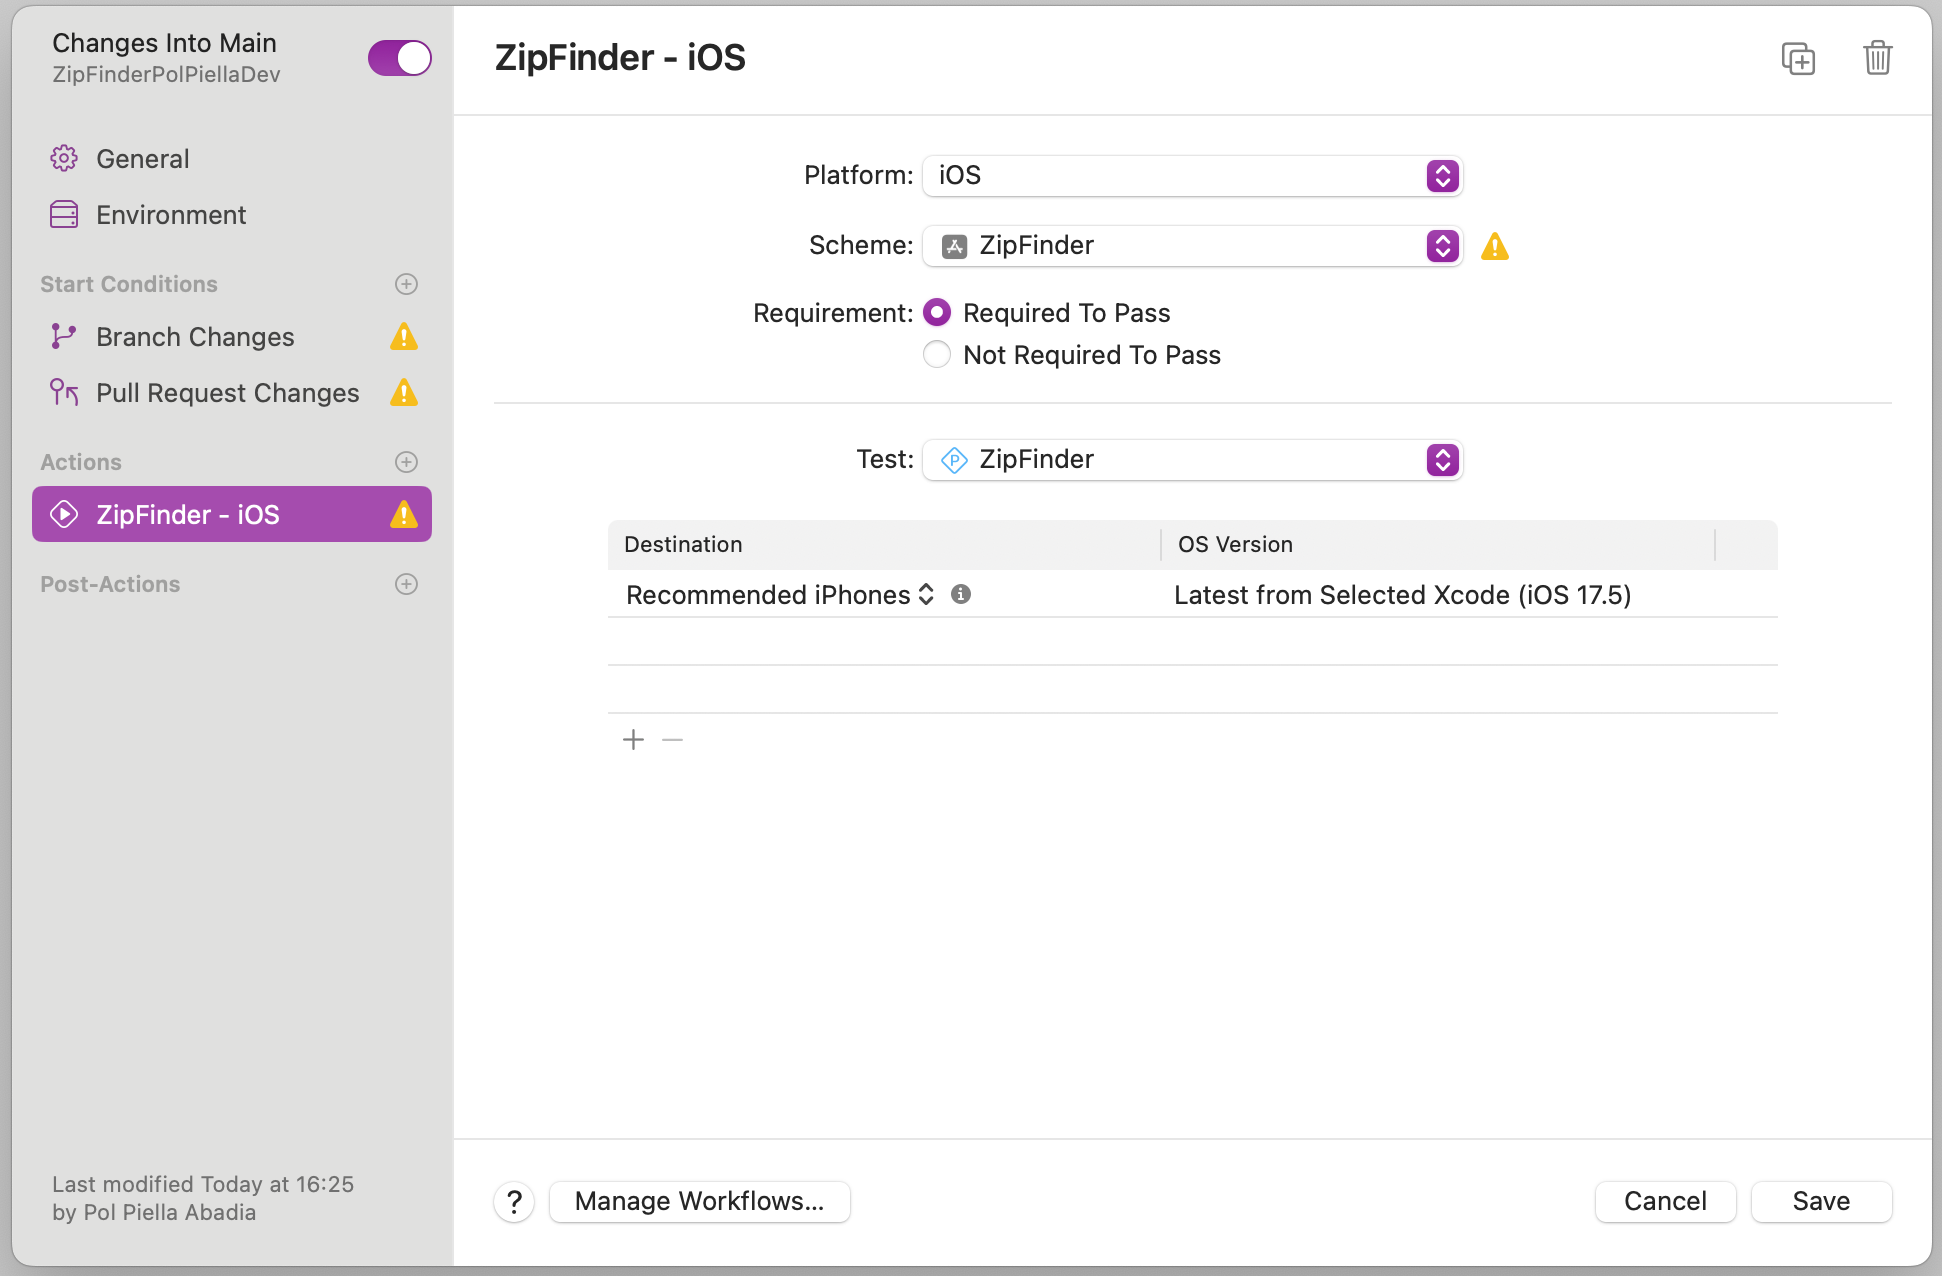 Changes Into Main
ZipFinderPolPiellaDev
General
Environment
Start Conditions
Branch Changes
Pull Request Changes
Actions
ZipFinder - iOS
Post-Actions
Last modified Today at 16:25
by Pol Piella Abadia
ZipFinder - iOS
Platform: iOS
Scheme: ZipFinder
Requirement: Required To Pass
Not Required To Pass
Test: P ZipFinder
Destination OS Version
Recommended iPhones Latest from Selected Xcode (iOS 17.5)
? Manage Workflows... Cancel Save